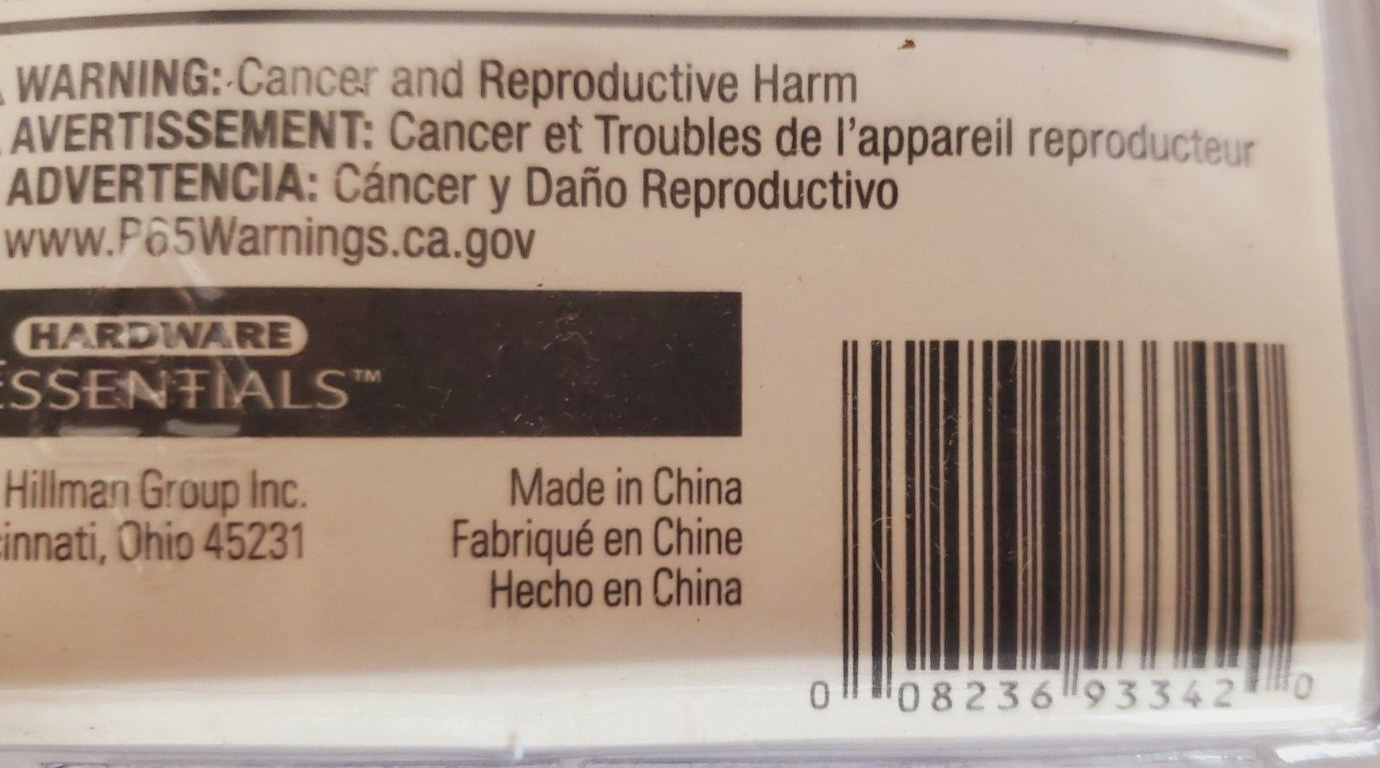 WARNING: Cancer and Reproductive Harm
AVERTISSEMENT: Cancer et Troubles de l'appareil reproducteur
ADVERTENCIA: Cáncer y Daño Reproductivo
www.P65Warnings.ca.gov
HARDWARE
ESSENTIALS™
Hillman Group Inc.
cinnati, Ohio 45231
Made in China
Fabriqué en Chine
Hecho en China
0 08236 93342 0